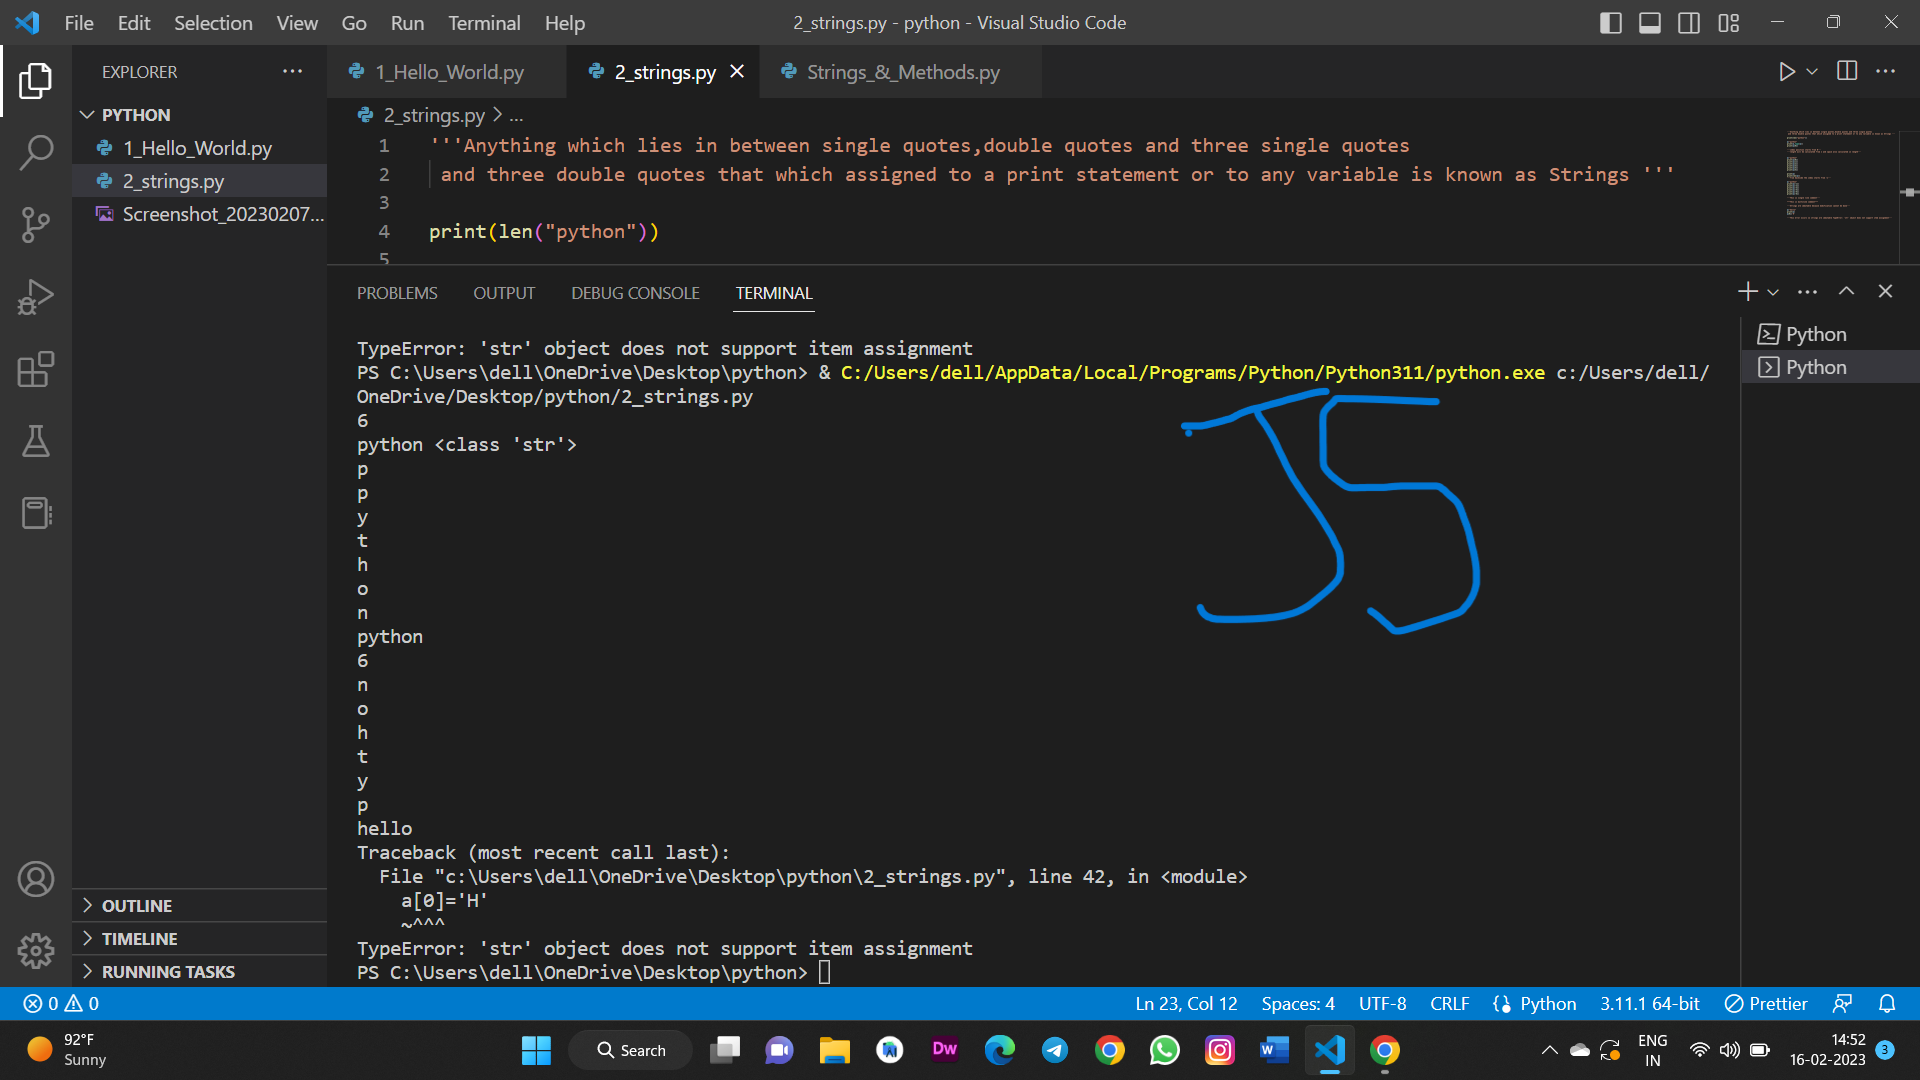 File Edit Selection View Go Run Terminal Help 2_strings.py - python - Visual Studio Code
EXPLORER
PYTHON
1_Hello_World.py
2_strings.py
Screenshot_20230207...
OUTLINE
TIMELINE
RUNNING TASKS
1_Hello_World.py 2_strings.py Strings_&_Methods.py
2_strings.py > ...
1 '''Anything which lies in between single quotes,double quotes and three single quotes
2 and three double quotes that which assigned to a print statement or to any variable is known as Strings '''
3
4 print(len("python"))
5
PROBLEMS OUTPUT DEBUG CONSOLE TERMINAL
Python
Python
TypeError: 'str' object does not support item assignment
PS C:\Users\dell\OneDrive\Desktop\python> & C:/Users/dell/AppData/Local/Programs/Python/Python311/python.exe c:/Users/dell/
OneDrive/Desktop/python/2_strings.py
6
python <class 'str'>
p
p
y
t
h
o
n
python
6
n
o
h
t
y
p
hello
Traceback (most recent call last):
File "c:\Users\dell\OneDrive\Desktop\python\2_strings.py", line 42, in <module>
a[0]='H'
~^^^
TypeError: 'str' object does not support item assignment
PS C:\Users\dell\OneDrive\Desktop\python>
JS
0 0 Ln 23, Col 12 Spaces: 4 UTF-8 CRLF {} Python 3.11.1 64-bit Prettier
92°F
Sunny
Search
Dw
ENG
IN
14:52
16-02-2023
3